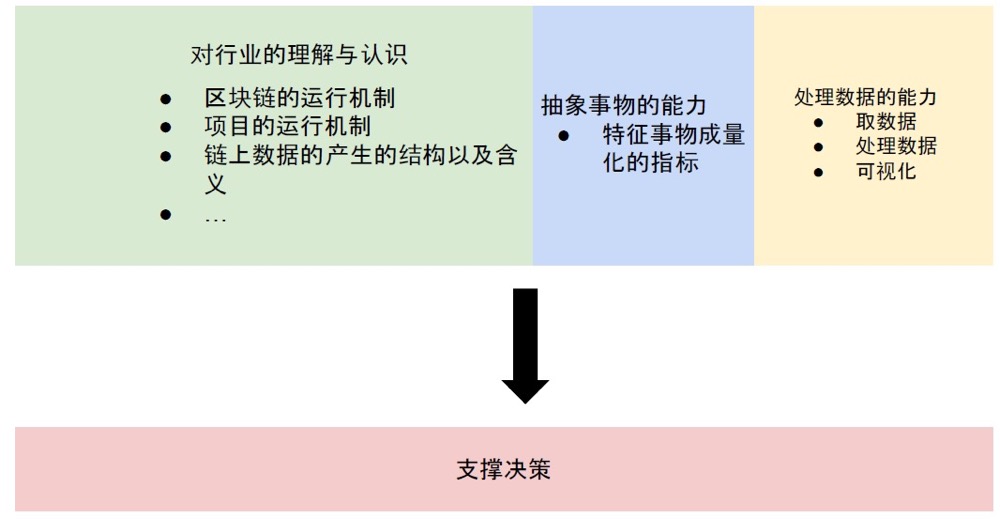 对行业的理解与认识
● 区块链的运行机制
● 项目的运行机制
● 链上数据的产生的结构以及含
义
● …
抽象事物的能力
● 特征事物成量
化的指标
处理数据的能力
● 取数据
● 处理数据
● 可视化
支撑决策